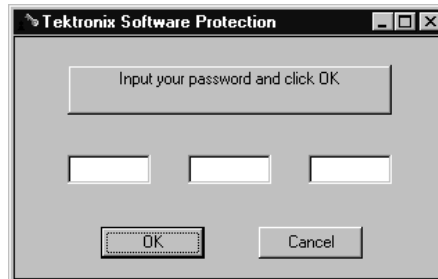 Tektronix Software Protection
Input your password and click OK
OK Cancel